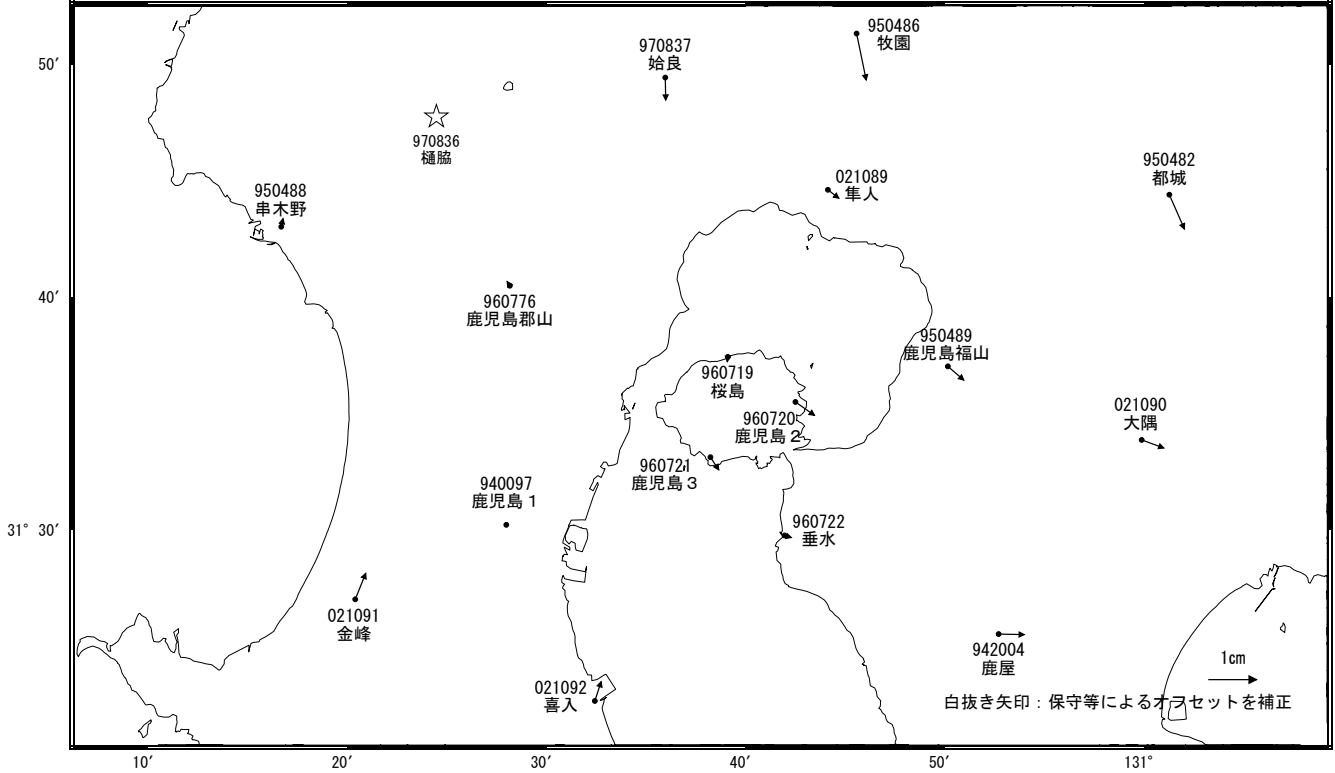 950486
牧園
970837
姶良
50′
970836
樋脇
950482
都城
021089
隼人
950488
串木野
40′
960776
鹿児島郡山
950489
鹿児島福山
960719
桜島
021090
大隅
960720
鹿児島２
960721
鹿児島３
940097
鹿児島１
960722
垂水
31° 30′
021091
金峰
942004
鹿屋
1cm
021092
喜入
白抜き矢印：保守等によるオフセットを補正
10′ 20′ 30′ 40′ 50′ 131°